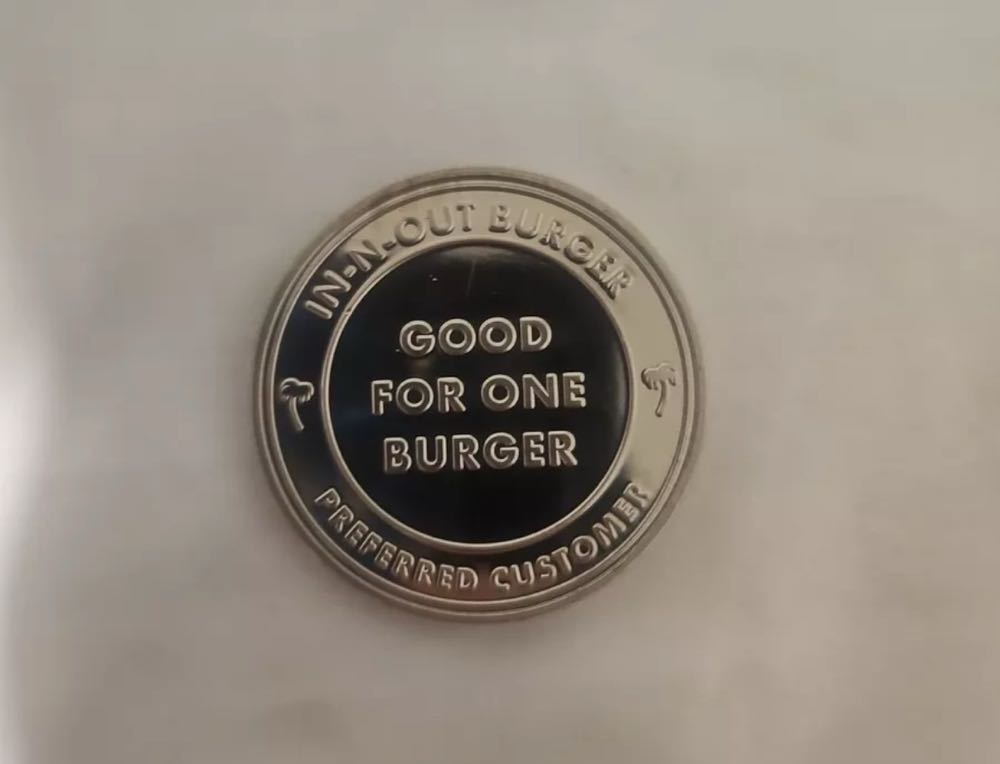 IN-N-OUT BURGER
GOOD
FOR ONE
BURGER
PREFERRED CUSTOMER